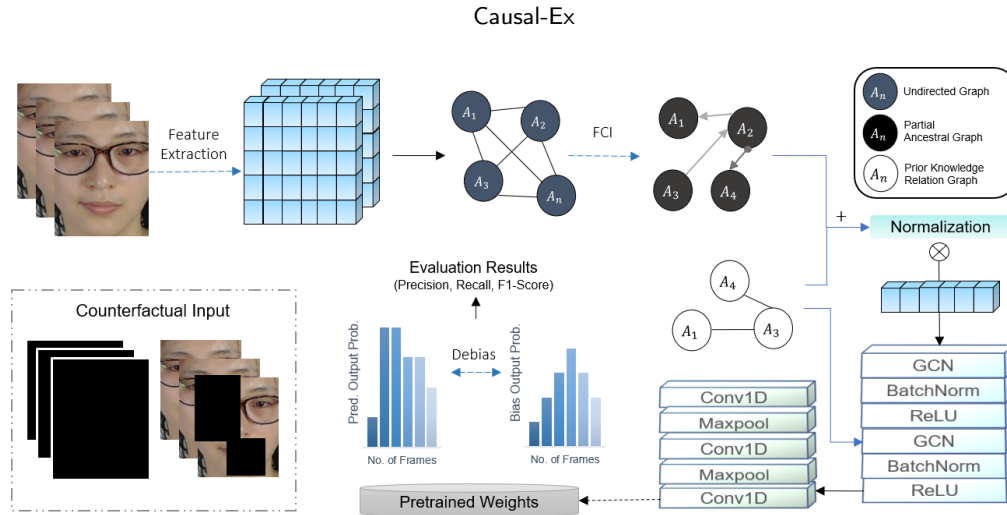 Causal-Ex
Feature
Extraction
A₁
A₂
A₃
Aₙ
FCI
A₁
A₂
A₃
A₄
Aₙ
Undirected Graph
Aₙ
Partial
Ancestral Graph
Aₙ
Prior Knowledge
Relation Graph
+
Normalization
Counterfactual Input
Evaluation Results
(Precision, Recall, F1-Score)
Pred. Output Prob.
No. of Frames
Debias
Bias Output Prob.
No. of Frames
A₄
A₁
A₃
GCN
BatchNorm
ReLU
GCN
BatchNorm
ReLU
Conv1D
Maxpool
Conv1D
Maxpool
Conv1D
Pretrained Weights